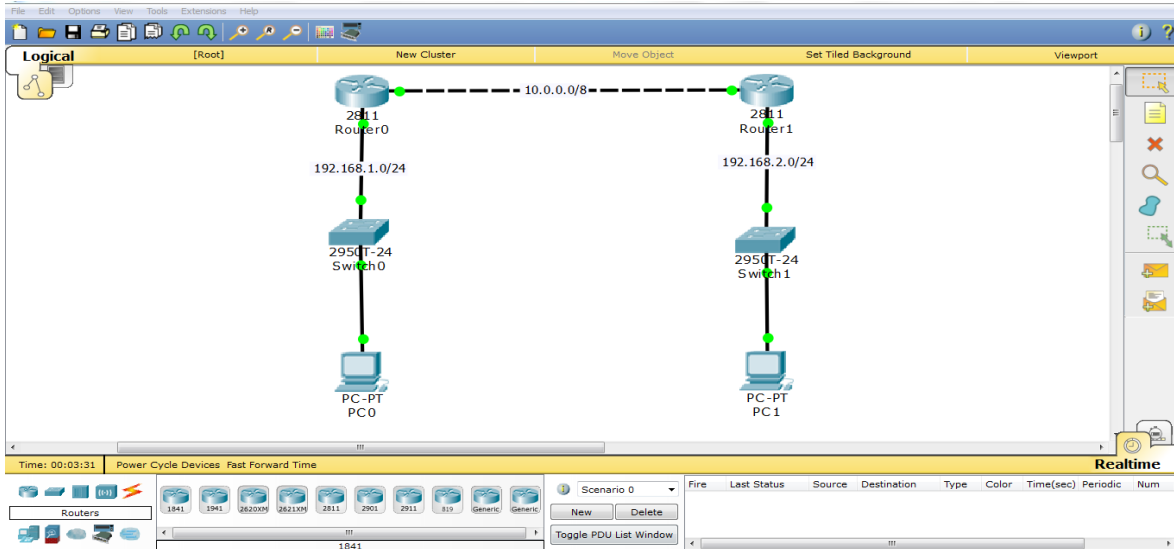 File Edit Options View Tools Extensions Help
Logical [Root] New Cluster Move Object Set Tiled Background Viewport
10.0.0.0/8
2811
Router0
2811
Router1
192.168.1.0/24
192.168.2.0/24
2950T-24
Switch0
2950T-24
Switch1
PC-PT
PC0
PC-PT
PC1
Time: 00:03:31 Power Cycle Devices Fast Forward Time Realtime
Routers
1841 1941 2620XM 2621XM 2811 2901 2911 819 Generic Generic
1841
Scenario 0
New Delete
Toggle PDU List Window
Fire Last Status Source Destination Type Color Time(sec) Periodic Num